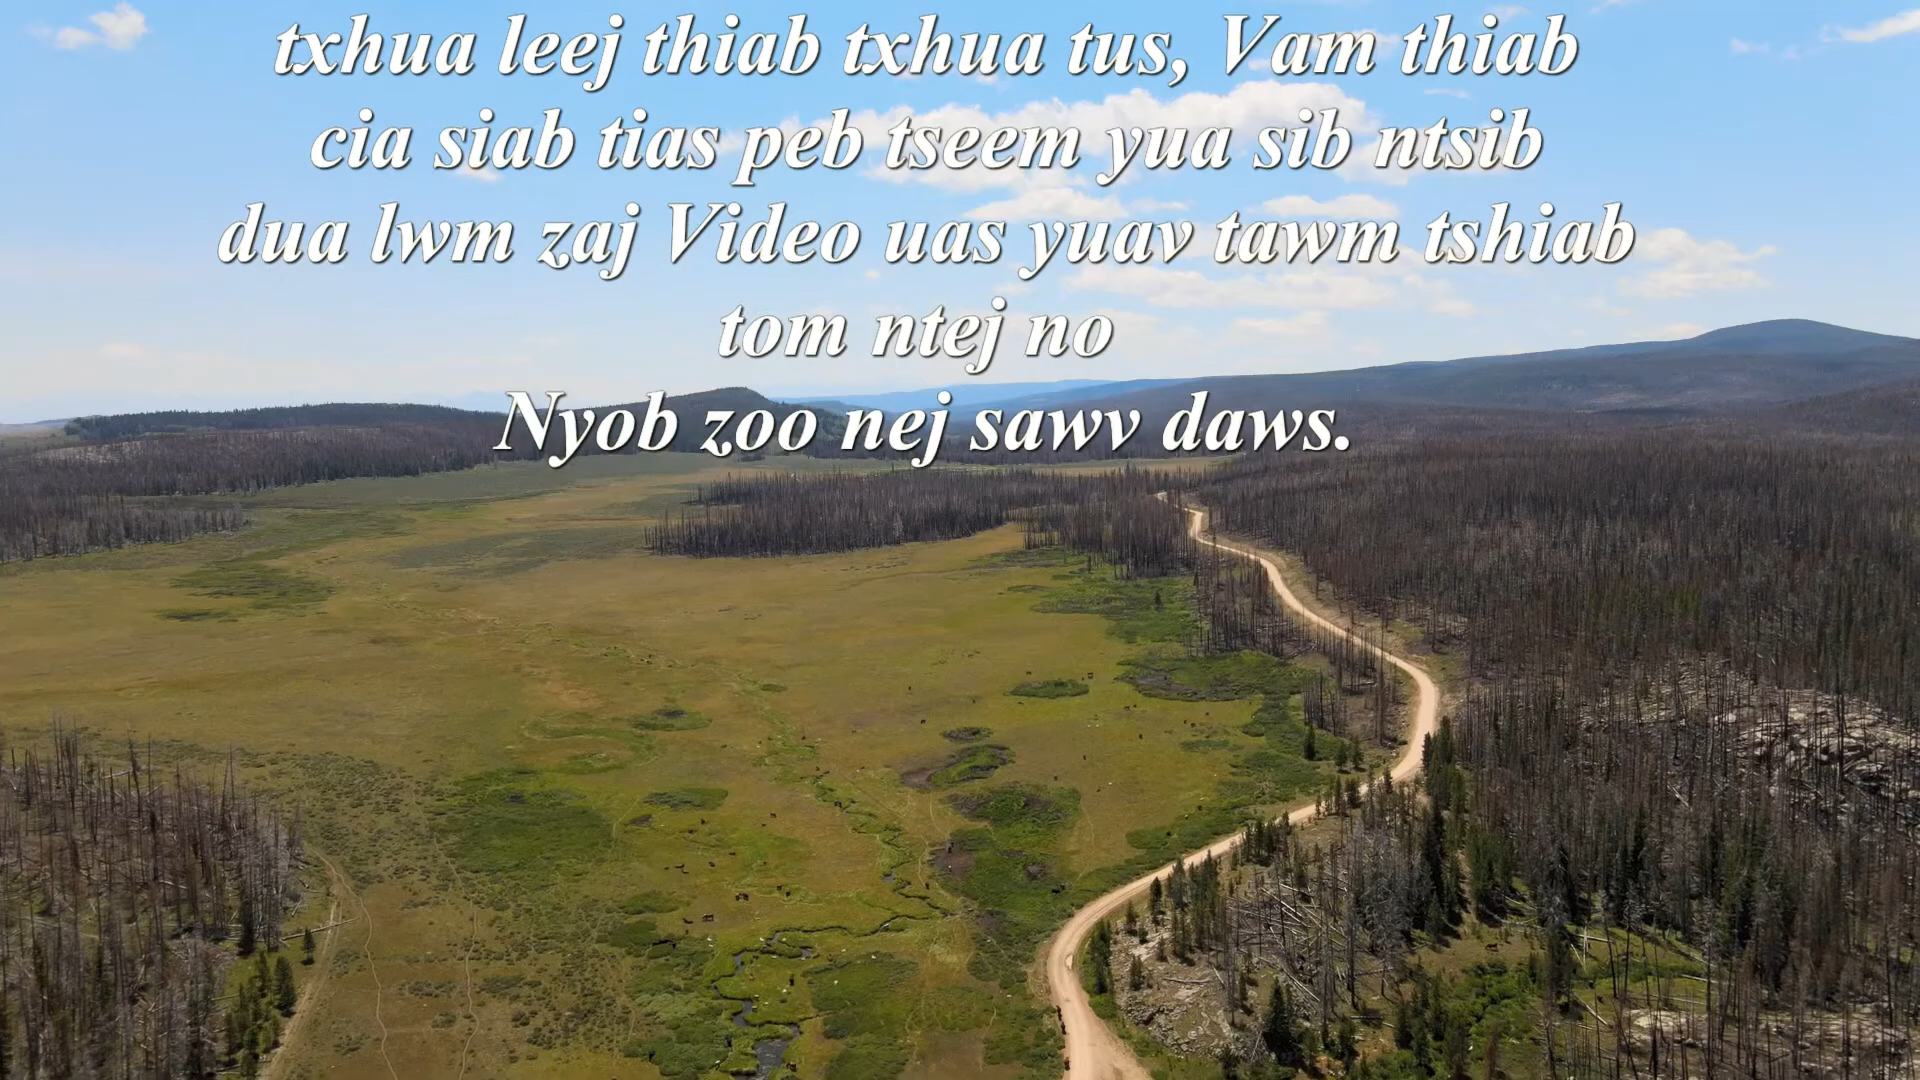 txhua leej thiab txhua tus, Vam thiab
cia siab tias peb tseem yua sib ntsib
dua lwm zaj Video uas yuav tawm tshiab
tom ntej no
Nyob zoo nej sawv daws.